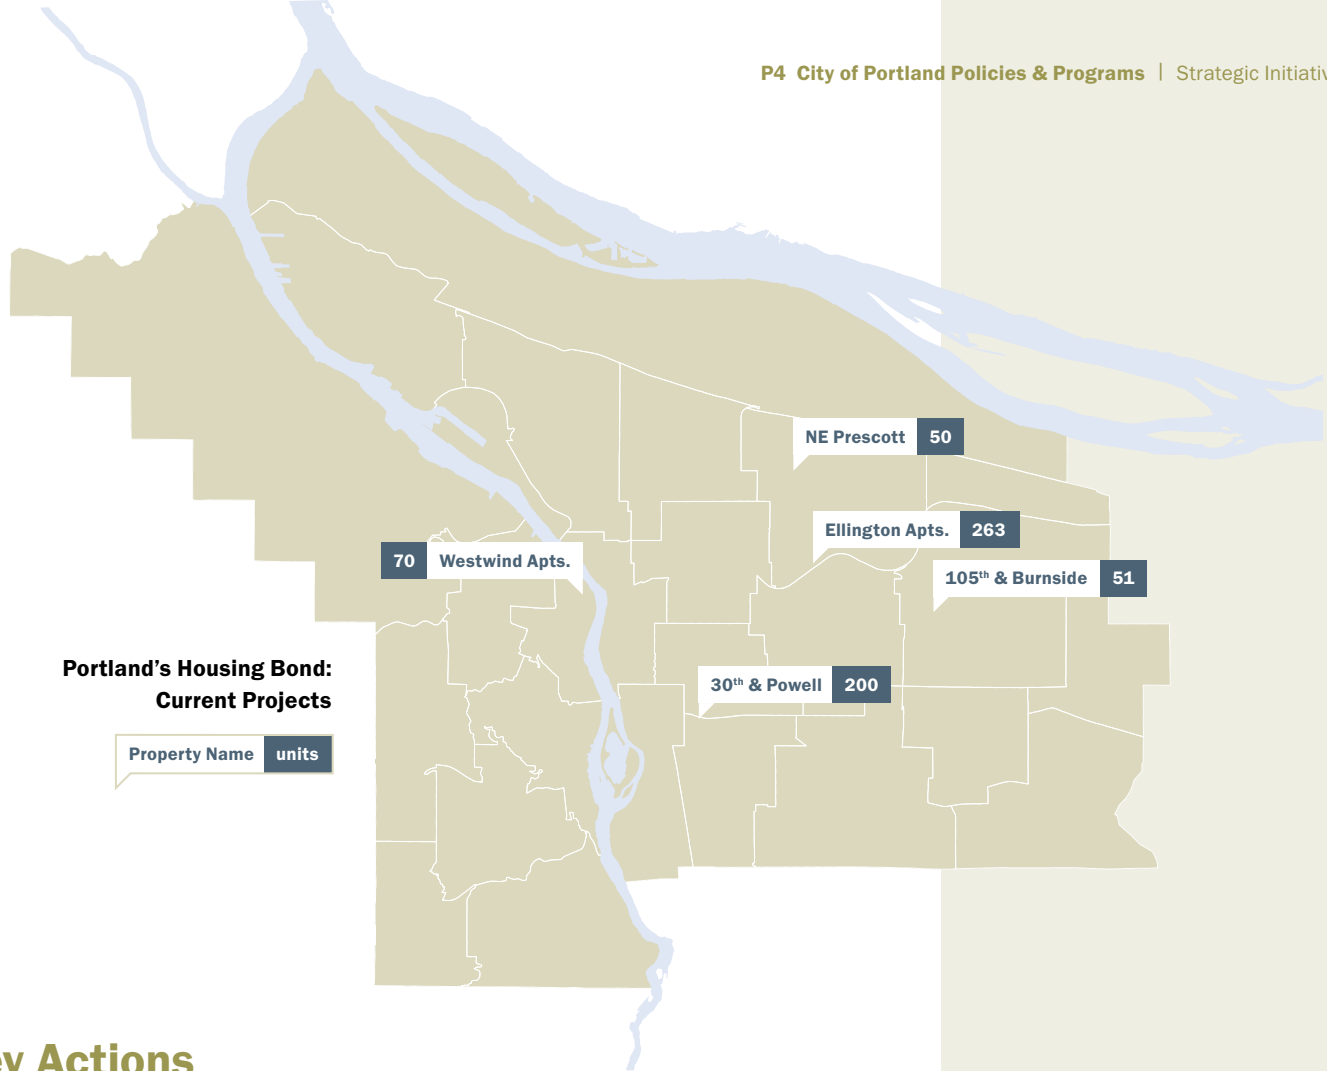 P4 City of Portland Policies & Programs | Strategic
NE Prescott 50
Ellington Apts. 263
70 Westwind Apts.
105th & Burnside 51
Portland's Housing Bond:
Current Projects
30th & Powell 200
Property Name units
Actions